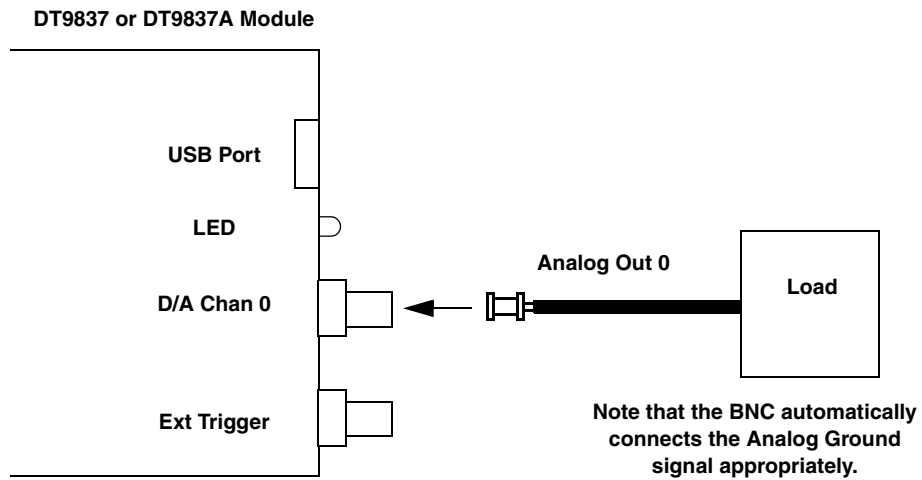 DT9837 or DT9837A Module
USB Port
LED
D/A Chan 0
Ext Trigger
Analog Out 0
Load
Note that the BNC automatically
connects the Analog Ground
signal appropriately.